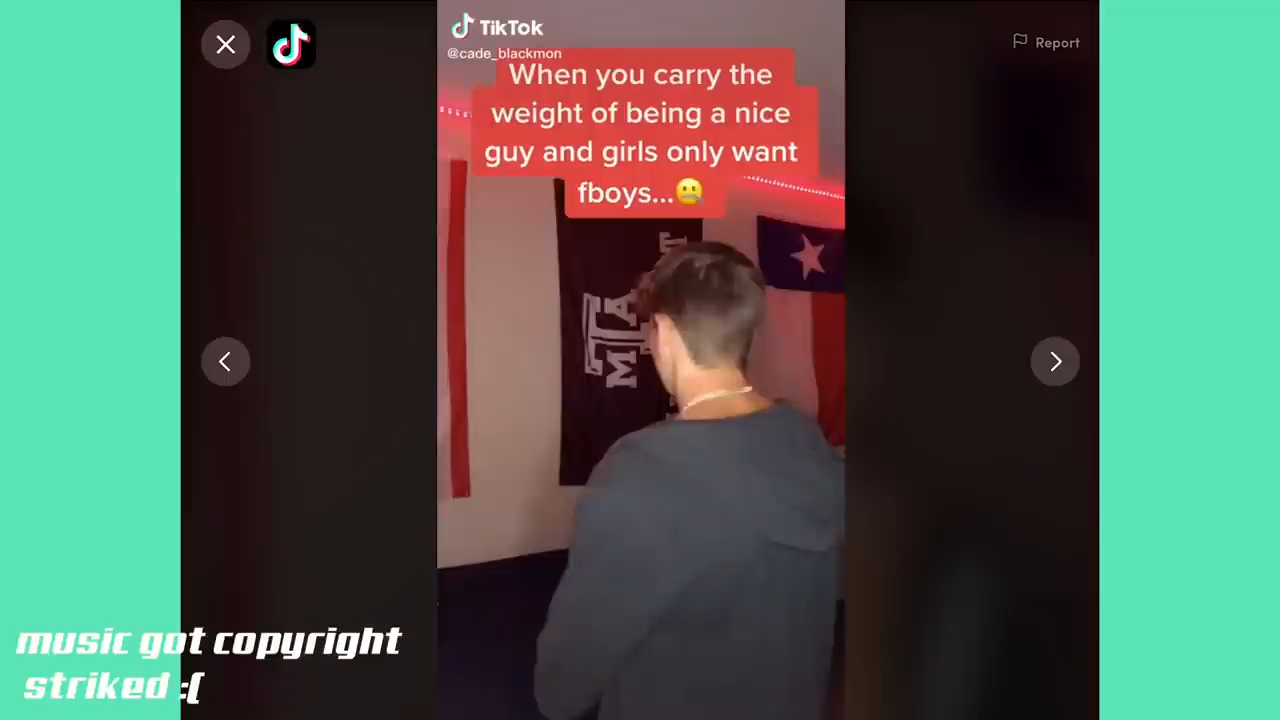 TikTok
@cade_blackmon
Report
When you carry the
weight of being a nice
guy and girls only want
fboys...🤐
music got copyright
striked :(